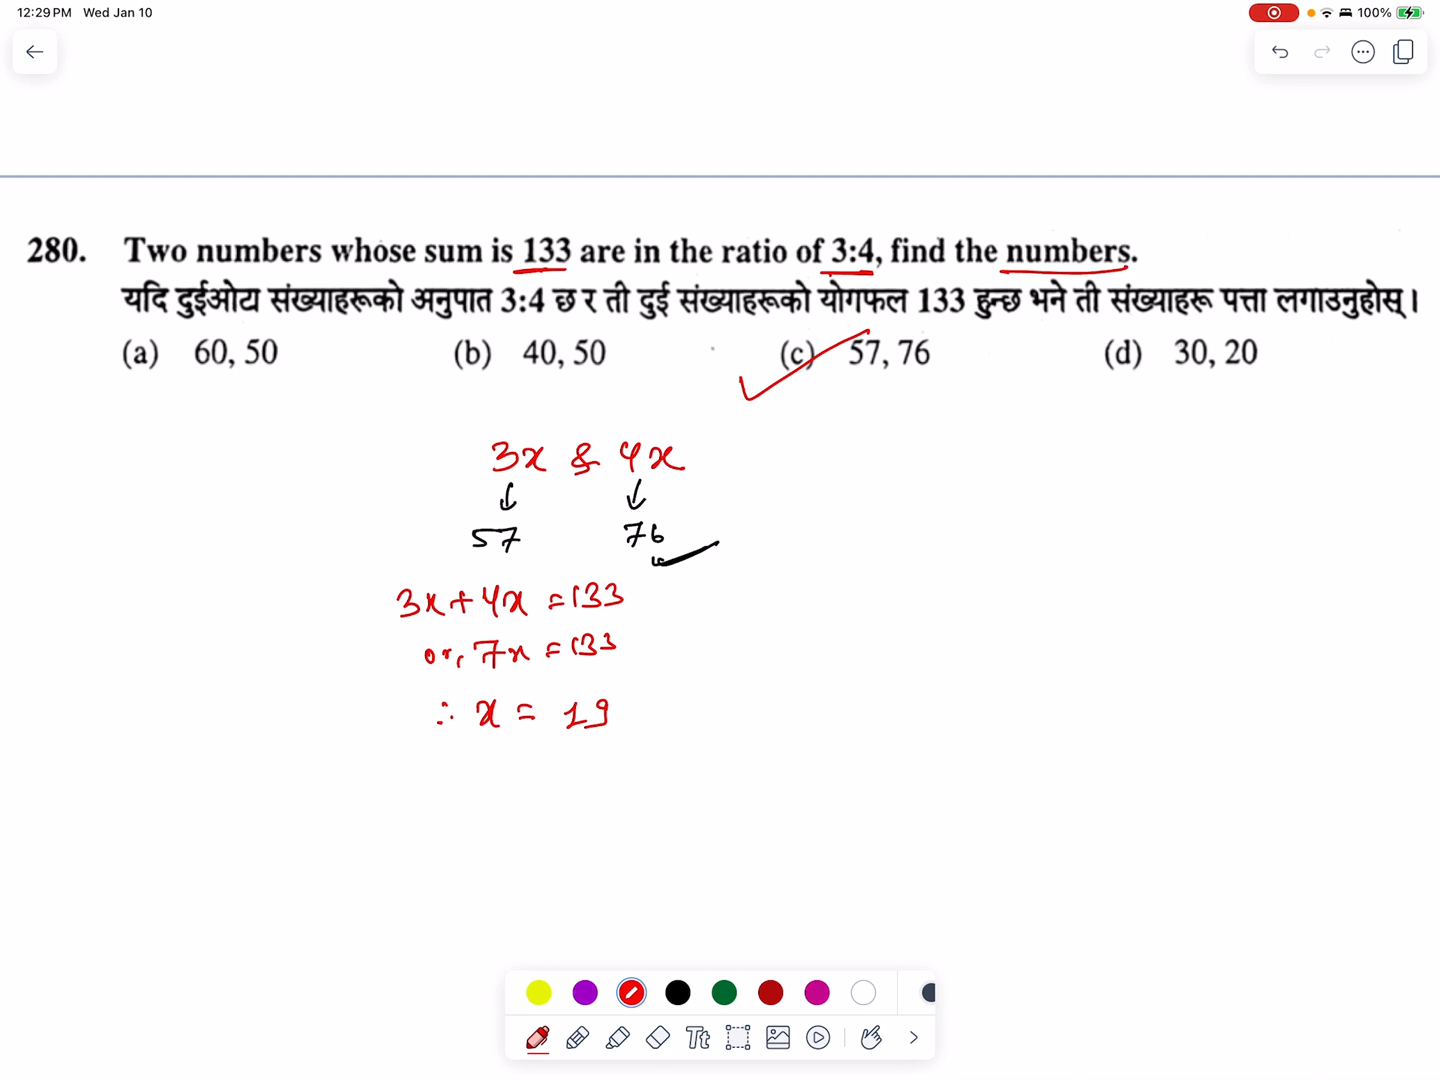 12:29 PM Wed Jan 10
100%
280. Two numbers whose sum is 133 are in the ratio of 3:4, find the numbers.
यदि दुईओटा संख्याहरूको अनुपात 3:4 छ र ती दुई संख्याहरूको योगफल 133 हुन्छ भने ती संख्याहरू पत्ता लगाउनुहोस् ।
(a) 60, 50 (b) 40, 50 (c) 57, 76 (d) 30, 20
3x & 4x
57 76
3x + 4x = 133
or, 7x = 133
∴ x = 19
Tt